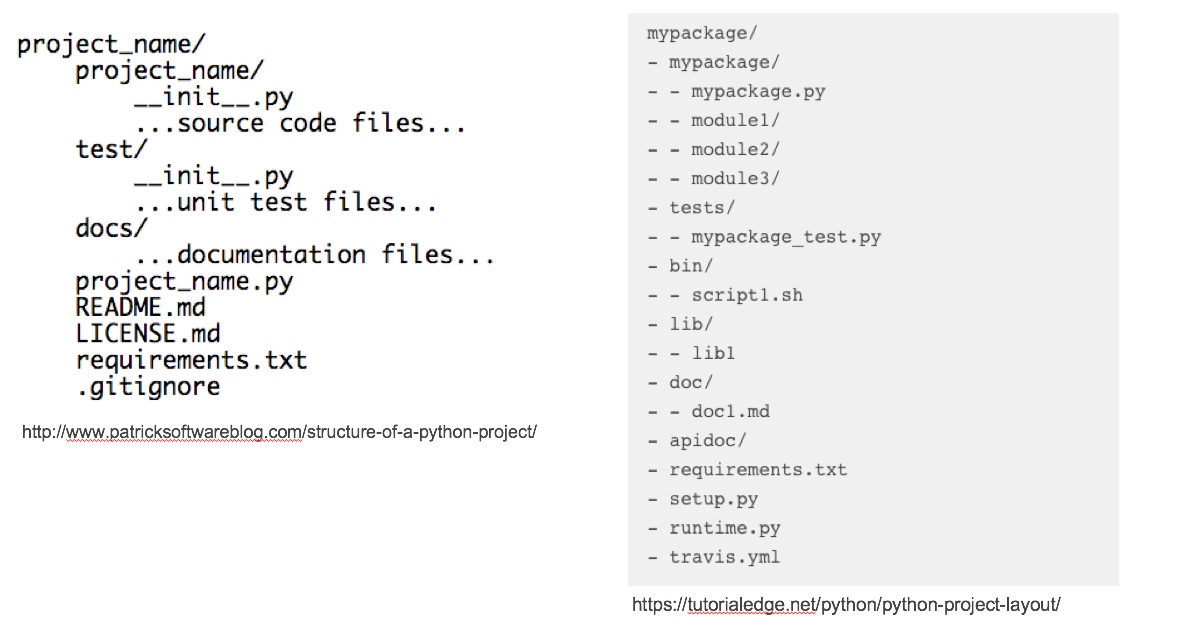 project_name/
project_name/
__init__.py
...source code files...
test/
__init__.py
...unit test files...
docs/
...documentation files...
project_name.py
README.md
LICENSE.md
requirements.txt
.gitignore
http://www.patricksoftwareblog.com/structure-of-a-python-project/
mypackage/
- mypackage/
- - mypackage.py
- - module1/
- - module2/
- - module3/
- tests/
- - mypackage_test.py
- bin/
- - script1.sh
- lib/
- - lib1
- doc/
- - doc1.md
- apidoc/
- requirements.txt
- setup.py
- runtime.py
- travis.yml
https://tutorialedge.net/python/python-project-layout/